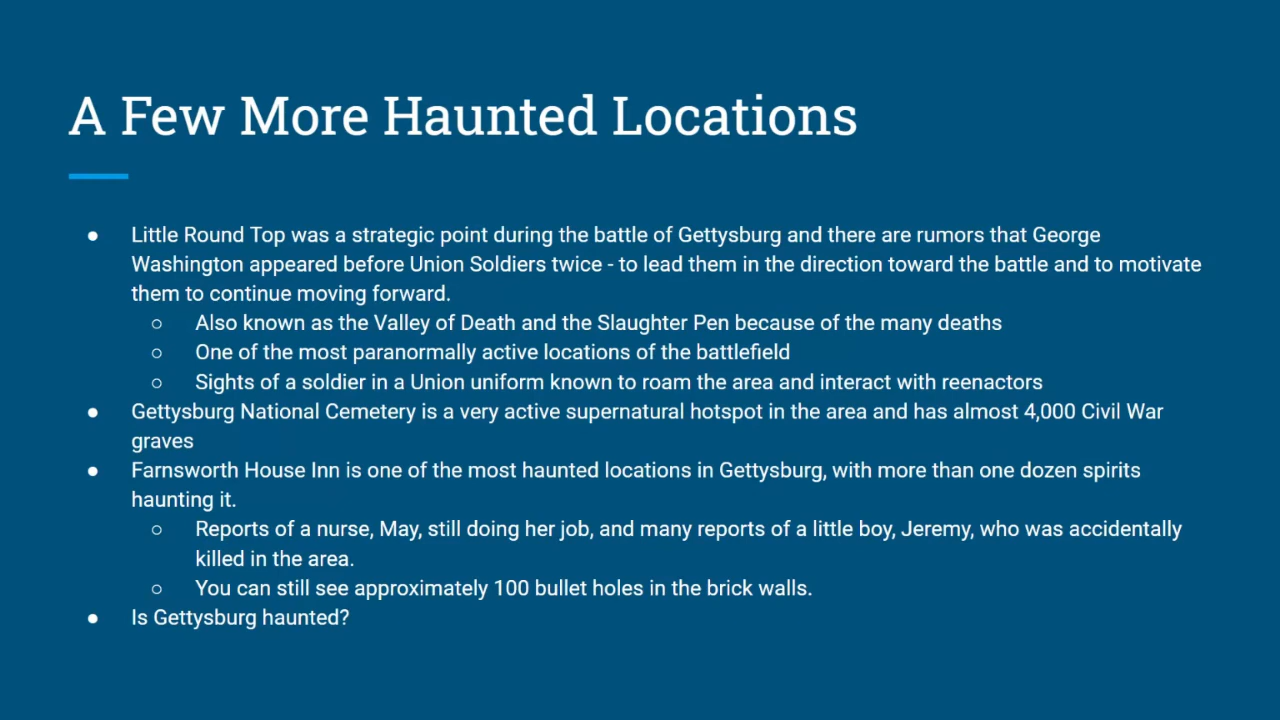 A Few More Haunted Locations
● Little Round Top was a strategic point during the battle of Gettysburg and there are rumors that George
Washington appeared before Union Soldiers twice - to lead them in the direction toward the battle and to motivate
them to continue moving forward.
○ Also known as the Valley of Death and the Slaughter Pen because of the many deaths
○ One of the most paranormally active locations of the battlefield
○ Sights of a soldier in a Union uniform known to roam the area and interact with reenactors
● Gettysburg National Cemetery is a very active supernatural hotspot in the area and has almost 4,000 Civil War
graves
● Farnsworth House Inn is one of the most haunted locations in Gettysburg, with more than one dozen spirits
haunting it.
○ Reports of a nurse, May, still doing her job, and many reports of a little boy, Jeremy, who was accidentally
killed in the area.
○ You can still see approximately 100 bullet holes in the brick walls.
● Is Gettysburg haunted?